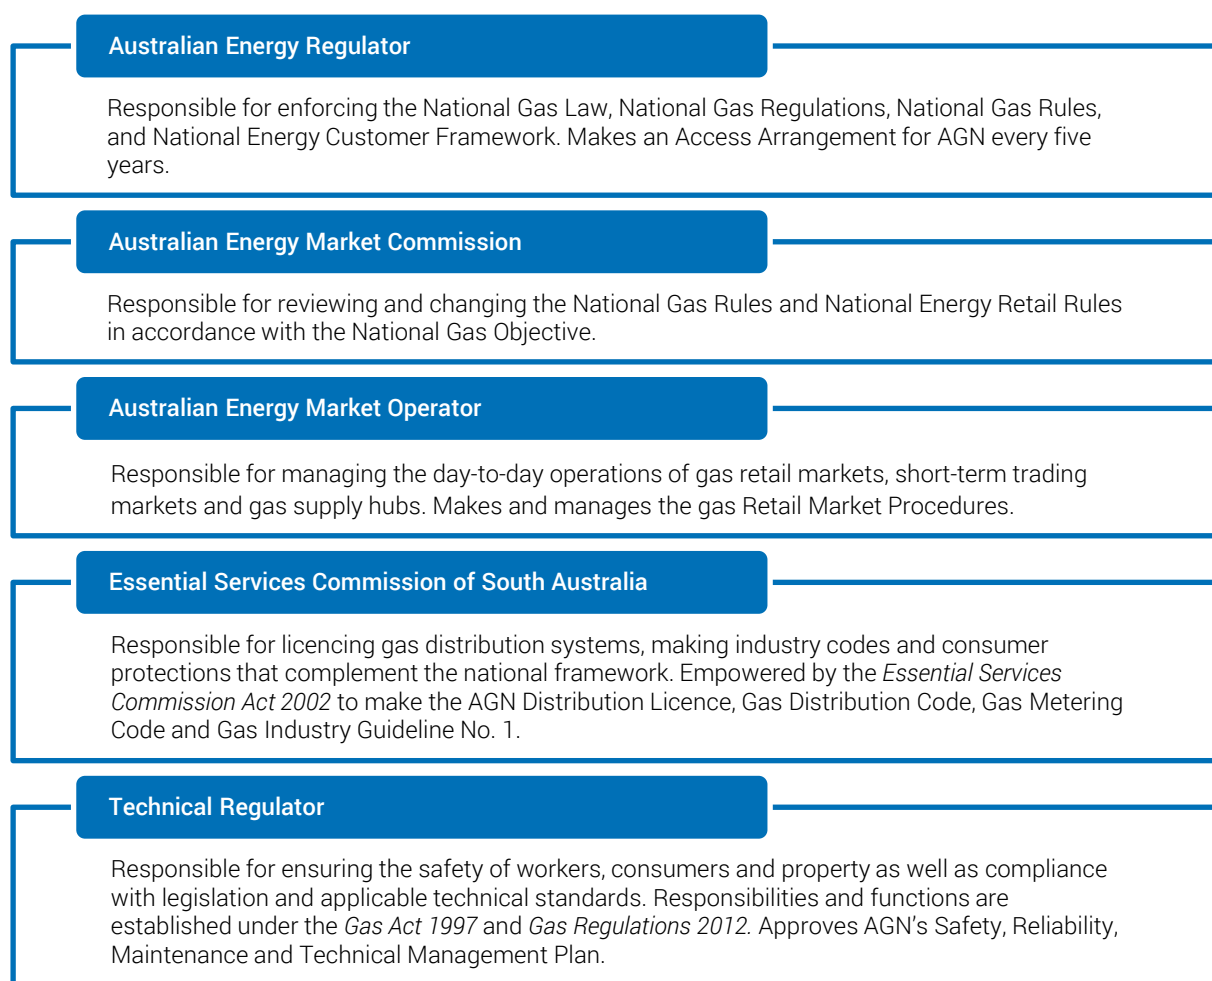 Australian Energy Regulator
Responsible for enforcing the National Gas Law, National Gas Regulations, National Gas Rules,
and National Energy Customer Framework. Makes an Access Arrangement for AGN every five
years.
Australian Energy Market Commission
Responsible for reviewing and changing the National Gas Rules and National Energy Retail Rules
in accordance with the National Gas Objective.
Australian Energy Market Operator
Responsible for managing the day-to-day operations of gas retail markets, short-term trading
markets and gas supply hubs. Makes and manages the gas Retail Market Procedures.
Essential Services Commission of South Australia
Responsible for licencing gas distribution systems, making industry codes and consumer
protections that complement the national framework. Empowered by the Essential Services
Commission Act 2002 to make the AGN Distribution Licence, Gas Distribution Code, Gas Metering
Code and Gas Industry Guideline No. 1.
Technical Regulator
Responsible for ensuring the safety of workers, consumers and property as well as compliance
with legislation and applicable technical standards. Responsibilities and functions are
established under the Gas Act 1997 and Gas Regulations 2012. Approves AGN's Safety, Reliability,
Maintenance and Technical Management Plan.